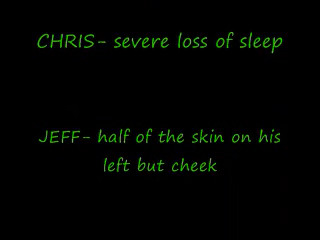 CHRIS- severe loss of sleep
JEFF- half of the skin on his
left but cheek